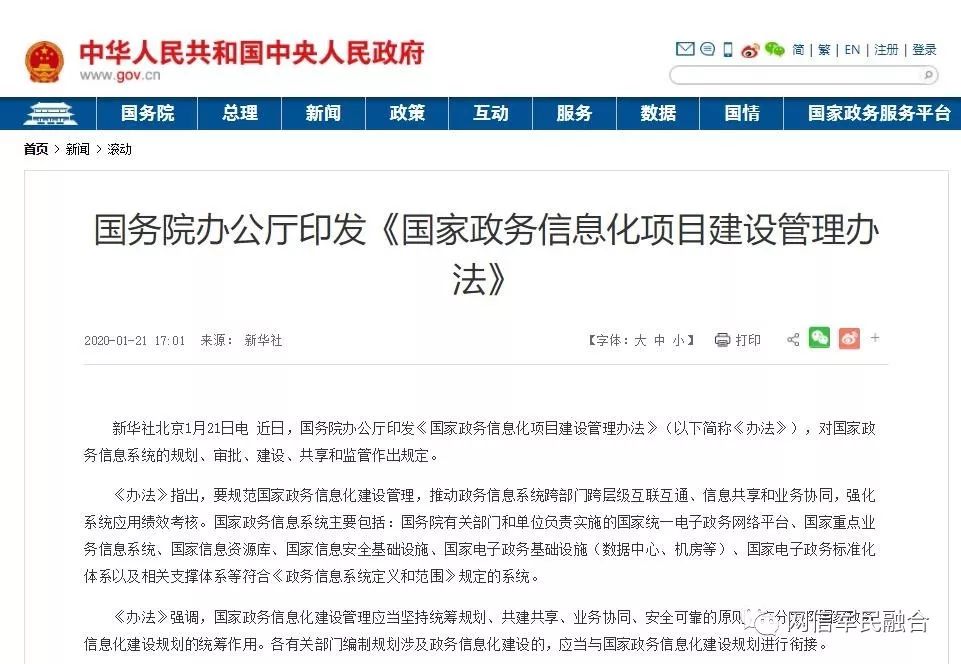 中华人民共和国中央人民政府
www.gov.cn
简 | 繁 | EN | 注册 | 登录
国务院 总理 新闻 政策 互动 服务 数据 国情 国家政务服务平台
首页 > 新闻 > 滚动
国务院办公厅印发《国家政务信息化项目建设管理办
法》
2020-01-21 17:01 来源： 新华社 【字体：大 中 小】 打印
新华社北京1月21日电 近日，国务院办公厅印发《国家政务信息化项目建设管理办法》（以下简称《办法》），对国家政
务信息系统的规划、审批、建设、共享和监管作出规定。
《办法》指出，要规范国家政务信息化建设管理，推动政务信息系统跨部门跨层级互联互通、信息共享和业务协同，强化
系统应用绩效考核。国家政务信息系统主要包括：国务院有关部门和单位负责实施的国家统一电子政务网络平台、国家重点业
务信息系统、国家信息资源库、国家信息安全基础设施、国家电子政务基础设施（数据中心、机房等）、国家电子政务标准化
体系以及相关支撑体系等符合《政务信息系统定义和范围》规定的系统。
《办法》强调，国家政务信息化建设管理应当坚持统筹规划、共建共享、业务协同、安全可靠的原则
信息化建设规划的统筹作用。各有关部门编制规划涉及政务信息化建设的，应当与国家政务信息化建设规划进行衔接。
网信军民融合